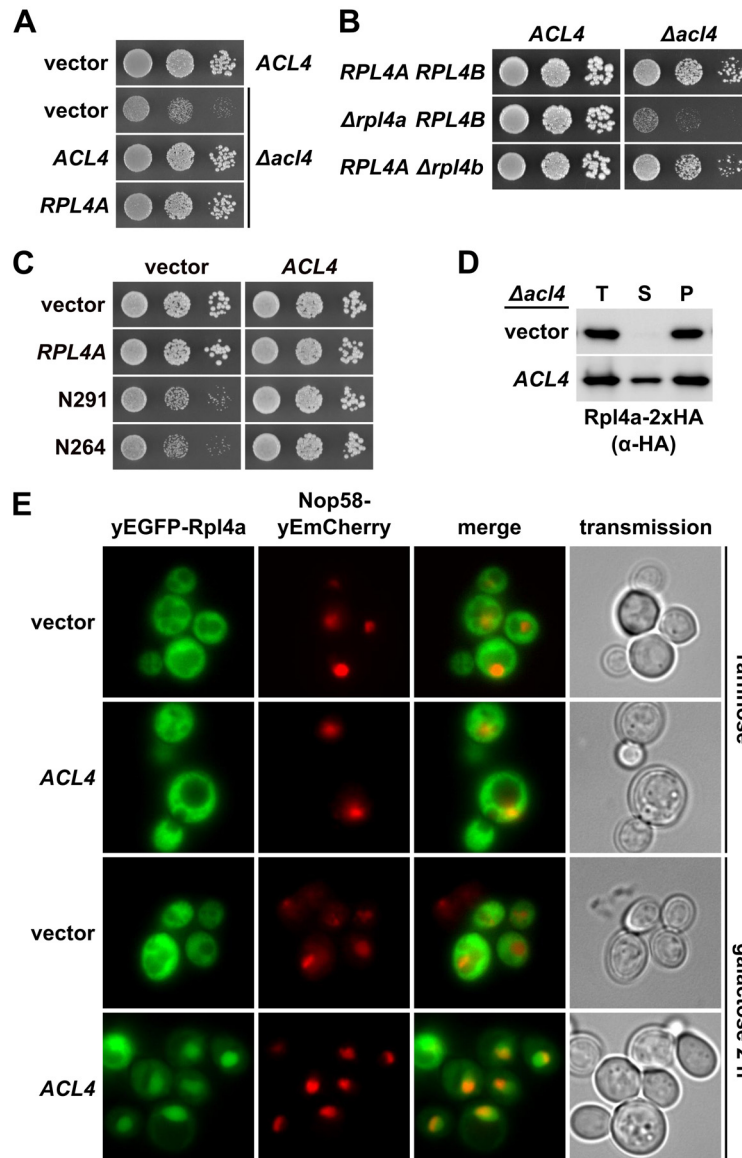 A
vector
ACL4
vector
ACL4
Δacl4
RPL4A
B
ACL4 Δacl4
RPL4A RPL4B
Δrpl4a RPL4B
RPL4A Δrpl4b
C
vector ACL4
vector
RPL4A
N291
N264
D
Δacl4 T S P
vector
ACL4
Rpl4a-2xHA
(α-HA)
E
yEGFP-Rpl4a Nop58-yEmCherry merge transmission
vector
ACL4
vector
ACL4